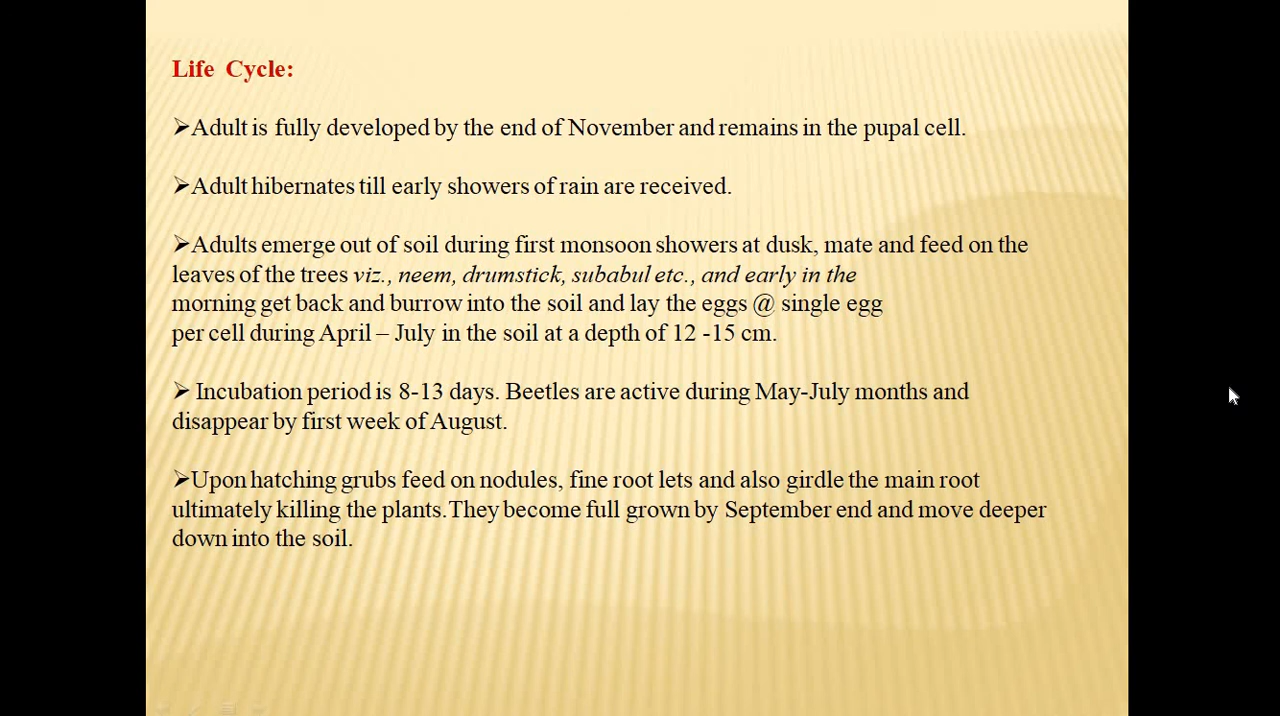 Life Cycle:
➢Adult is fully developed by the end of November and remains in the pupal cell.
➢Adult hibernates till early showers of rain are received.
➢Adults emerge out of soil during first monsoon showers at dusk, mate and feed on the
leaves of the trees viz., neem, drumstick, subabul etc., and early in the
morning get back and burrow into the soil and lay the eggs @ single egg
per cell during April – July in the soil at a depth of 12 -15 cm.
➢ Incubation period is 8-13 days. Beetles are active during May-July months and
disappear by first week of August.
➢Upon hatching grubs feed on nodules, fine root lets and also girdle the main root
ultimately killing the plants.They become full grown by September end and move deeper
down into the soil.